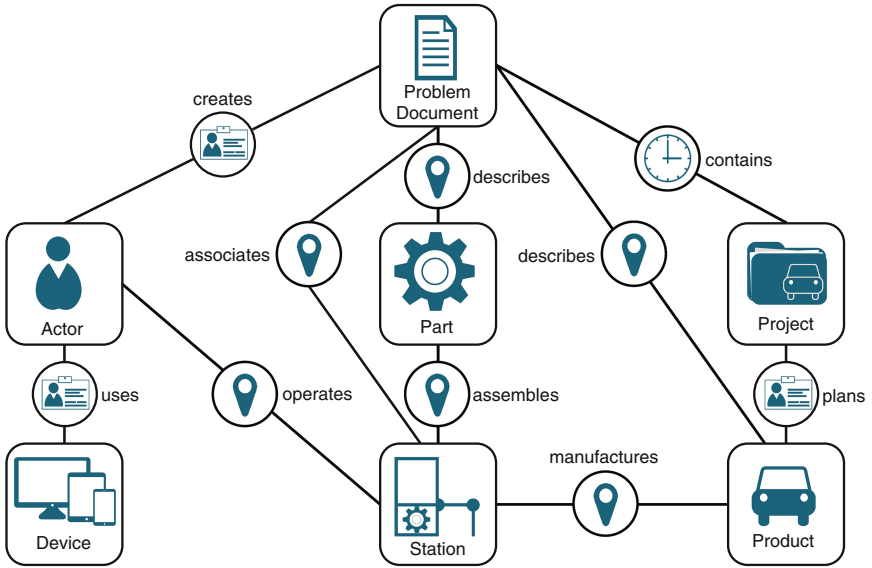 Problem
Document
creates
contains
describes
associates
describes
Actor
Part
Project
uses
operates
assembles
plans
manufactures
Device
Station
Product